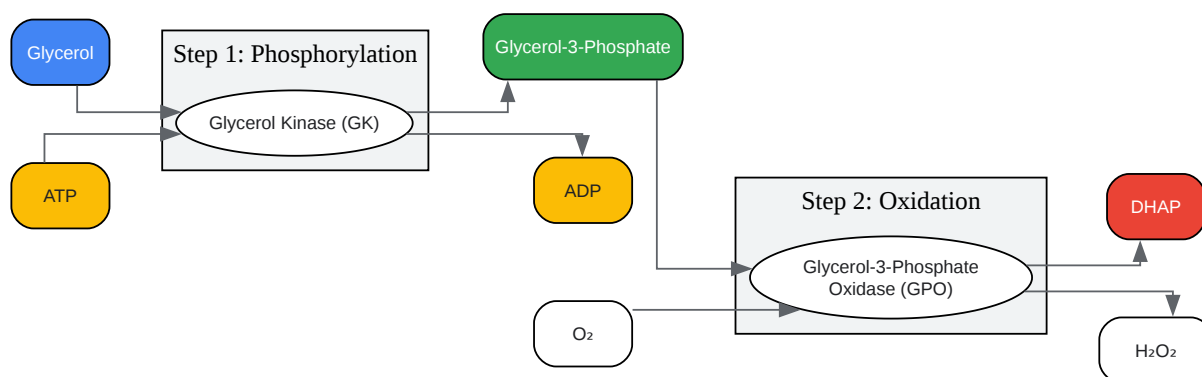 Glycerol
Step 1: Phosphorylation
Glycerol-3-Phosphate
Glycerol Kinase (GK)
ATP
ADP
Step 2: Oxidation
DHAP
Glycerol-3-Phosphate
Oxidase (GPO)
O₂
H₂O₂